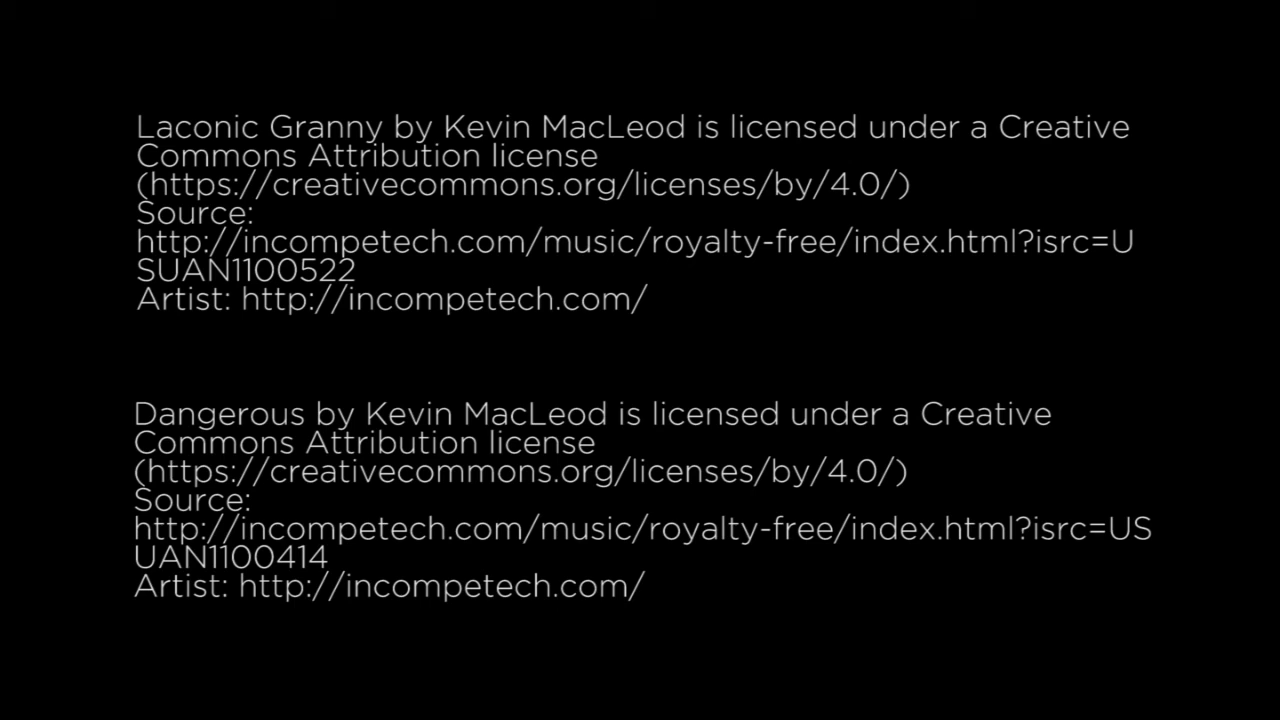 Laconic Granny by Kevin MacLeod is licensed under a Creative
Commons Attribution license
(https://creativecommons.org/licenses/by/4.0/)
Source:
http://incompetech.com/music/royalty-free/index.html?isrc=U
SUAN1100522
Artist: http://incompetech.com/
Dangerous by Kevin MacLeod is licensed under a Creative
Commons Attribution license
(https://creativecommons.org/licenses/by/4.0/)
Source:
http://incompetech.com/music/royalty-free/index.html?isrc=US
UAN1100414
Artist: http://incompetech.com/